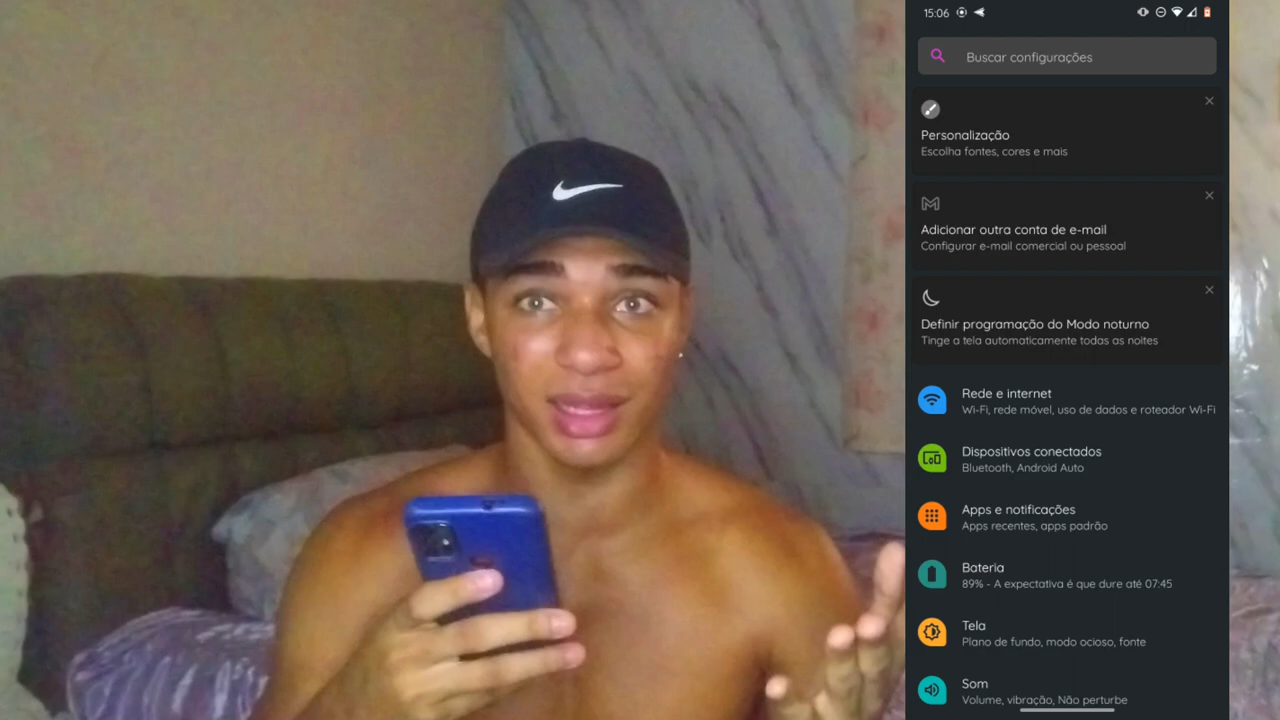 15:06
Buscar configurações
Personalização
Escolha fontes, cores e mais
Adicionar outra conta de e-mail
Configurar e-mail comercial ou pessoal
Definir programação do Modo noturno
Tinge a tela automaticamente todas as noites
Rede e internet
Wi-Fi, rede móvel, uso de dados e roteador Wi-Fi
Dispositivos conectados
Bluetooth, Android Auto
Apps e notificações
Apps recentes, apps padrão
Bateria
89% - A expectativa é que dure até 07:45
Tela
Plano de fundo, modo ocioso, fonte
Som
Volume, vibração, Não perturbe